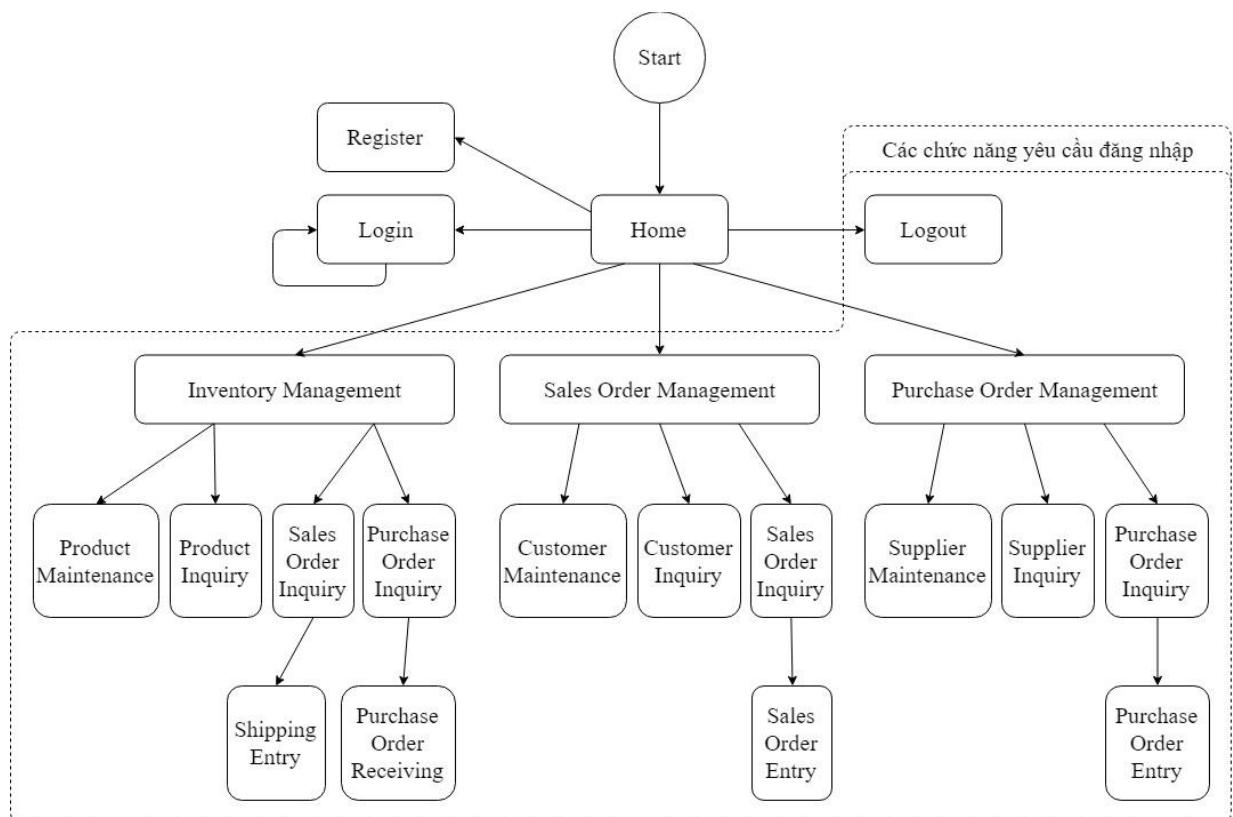 Start
Register
Các chức năng yêu cầu đăng nhập
Login
Home
Logout
Inventory Management
Sales Order Management
Purchase Order Management
Product
Maintenance
Product
Inquiry
Sales
Order
Inquiry
Purchase
Order
Inquiry
Customer
Maintenance
Customer
Inquiry
Sales
Order
Inquiry
Supplier
Maintenance
Supplier
Inquiry
Purchase
Order
Inquiry
Shipping
Entry
Purchase
Order
Receiving
Sales
Order
Entry
Purchase
Order
Entry